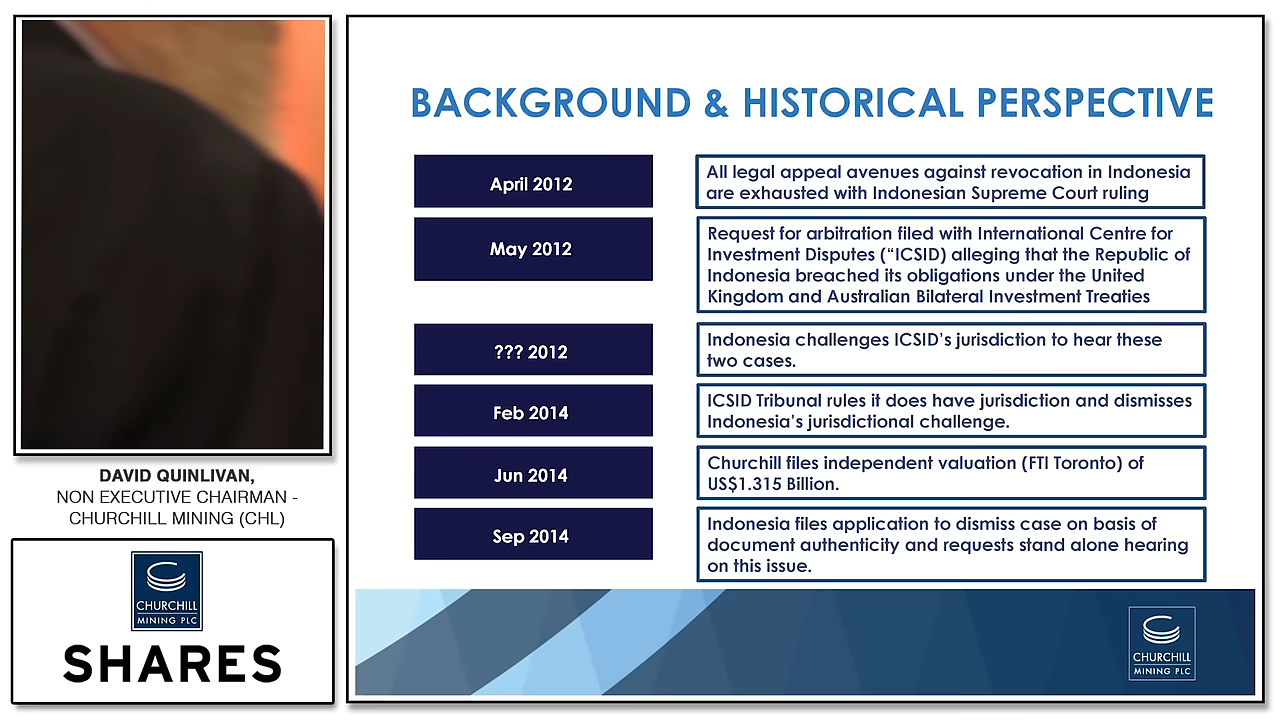 DAVID QUINLIVAN,
NON EXECUTIVE CHAIRMAN -
CHURCHILL MINING (CHL)
CHURCHILL
MINING PLC
SHARES
BACKGROUND & HISTORICAL PERSPECTIVE
April 2012
All legal appeal avenues against revocation in Indonesia
are exhausted with Indonesian Supreme Court ruling
May 2012
Request for arbitration filed with International Centre for
Investment Disputes (“ICSID) alleging that the Republic of
Indonesia breached its obligations under the United
Kingdom and Australian Bilateral Investment Treaties
??? 2012
Indonesia challenges ICSID’s jurisdiction to hear these
two cases.
Feb 2014
ICSID Tribunal rules it does have jurisdiction and dismisses
Indonesia’s jurisdictional challenge.
Jun 2014
Churchill files independent valuation (FTI Toronto) of
US$1.315 Billion.
Sep 2014
Indonesia files application to dismiss case on basis of
document authenticity and requests stand alone hearing
on this issue.
CHURCHILL
MINING PLC